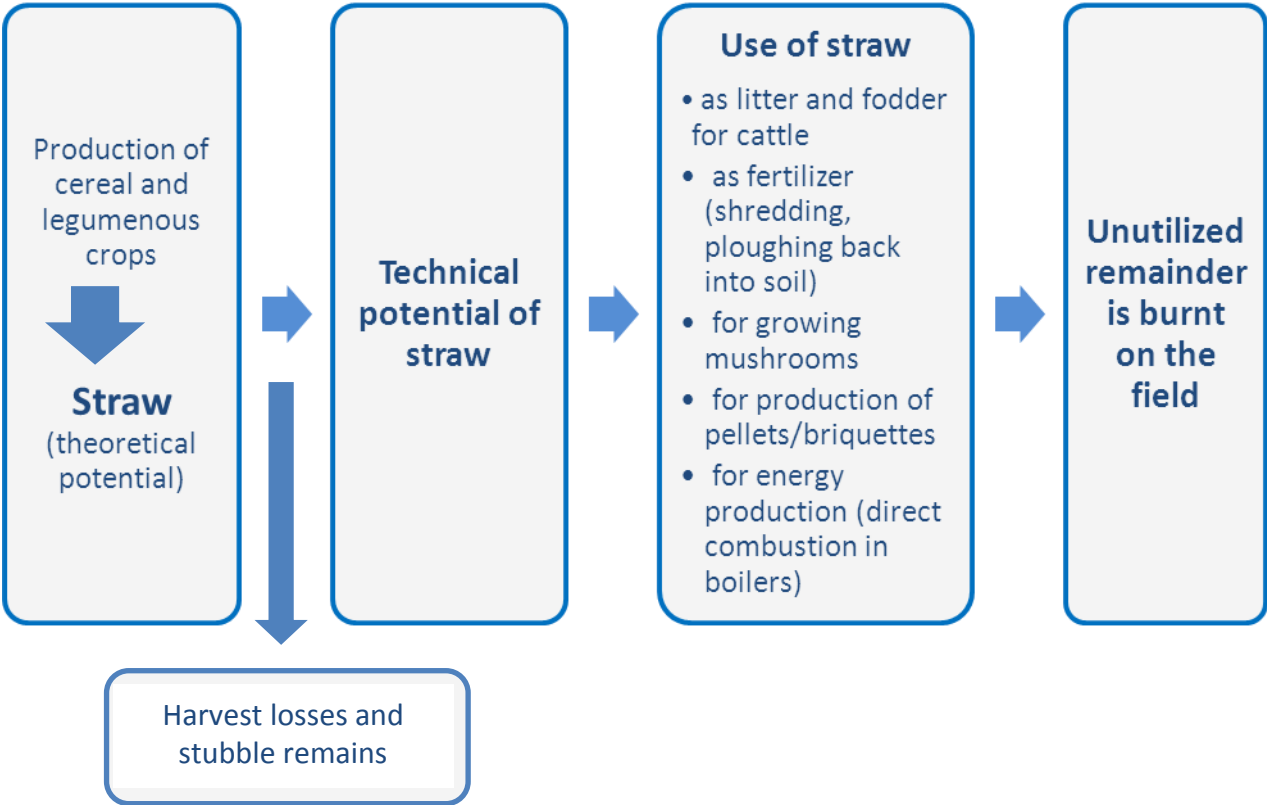 Production of
cereal and
legumenous
crops
Straw
(theoretical
potential)
Harvest losses and
stubble remains
Technical
potential of
straw
Use of straw
• as litter and fodder
for cattle
• as fertilizer
(shredding,
ploughing back
into soil)
• for growing
mushrooms
• for production of
pellets/briquettes
• for energy
production (direct
combustion in
boilers)
Unutilized
remainder
is burnt
on the
field